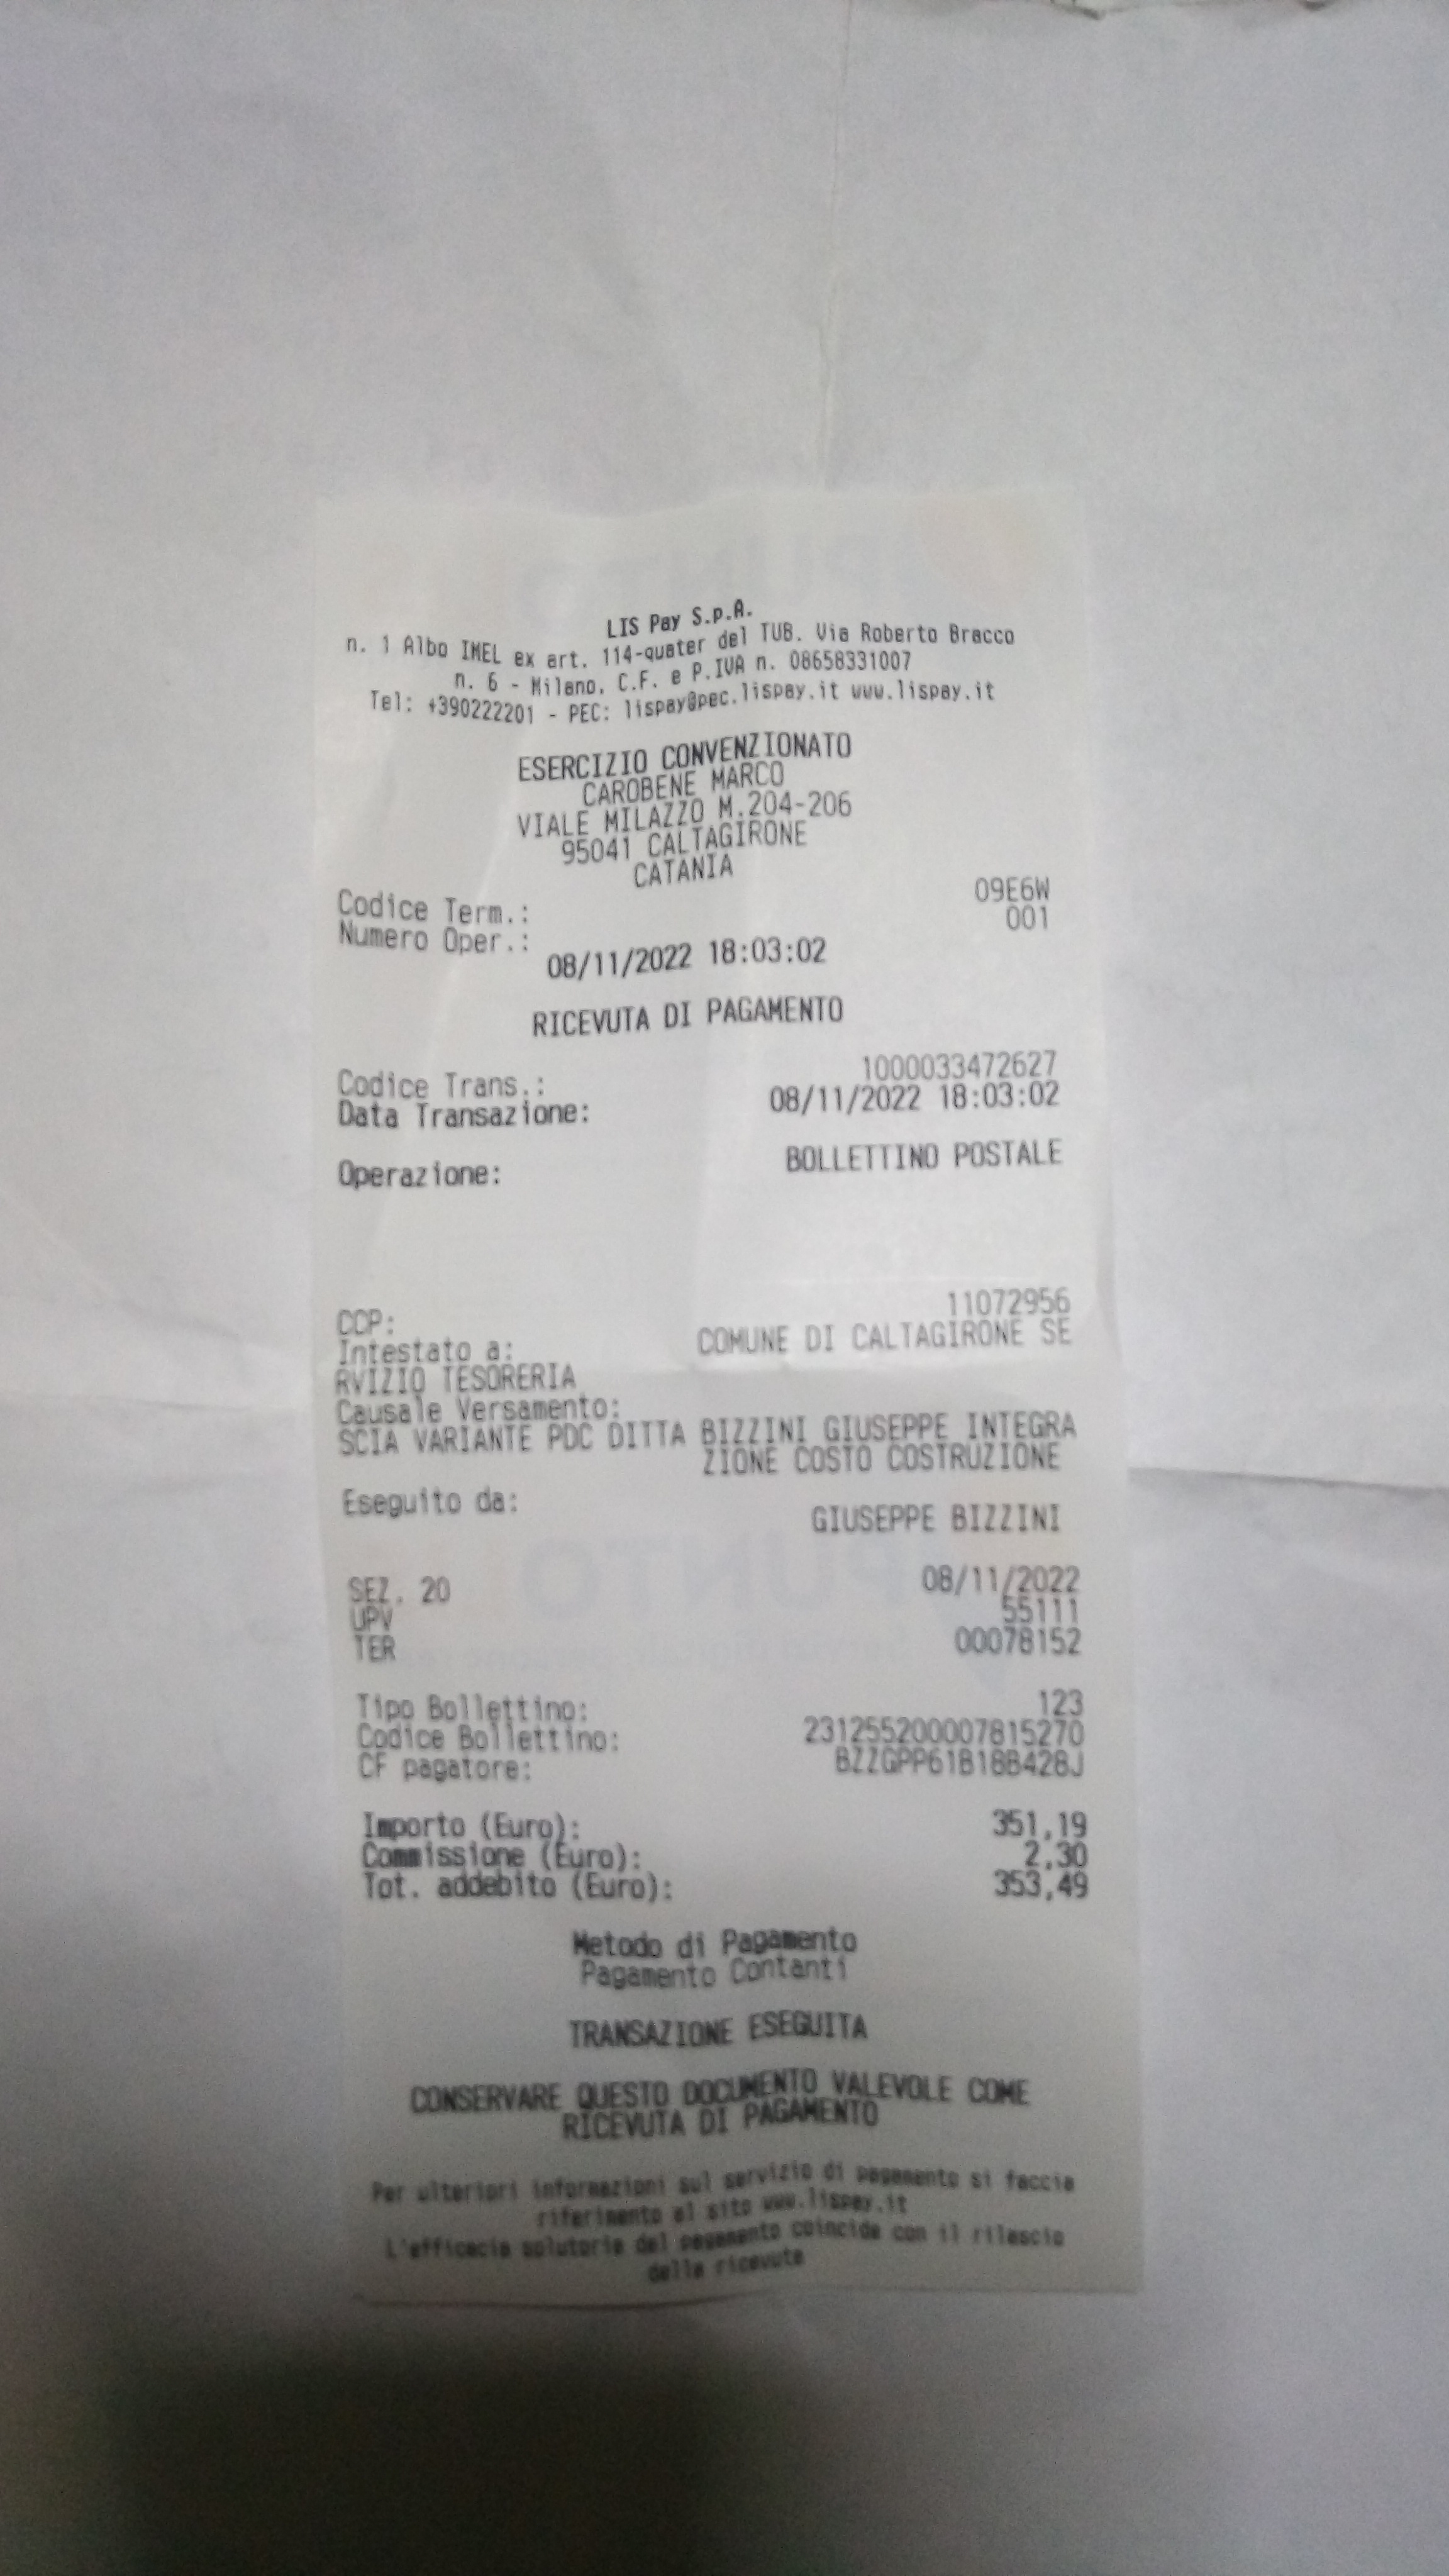 LIS Pay S.p.A.
n. 1 Albo IMEL ex art. 114-quater del TUB. Via Roberto Bracco
n. 6 - Milano, C.F. e P.IVA n. 08658331007
Tel: +390222201 - PEC: lispay@pec.lispay.it www.lispay.it
ESERCIZIO CONVENZIONATO
CAROBENE MARCO
VIALE MILAZZO M.204-206
95041 CALTAGIRONE
CATANIA
Codice Term.: 09E6W
Numero Oper.: 001
08/11/2022 18:03:02
RICEVUTA DI PAGAMENTO
Codice Trans.: 1000033472627
Data Transazione: 08/11/2022 18:03:02
Operazione: BOLLETTINO POSTALE
CCP: 11072956
Intestato a: COMUNE DI CALTAGIRONE SE
RVIZIO TESORERIA
Causale Versamento:
SCIA VARIANTE PDC DITTA BIZZINI GIUSEPPE INTEGRA
ZIONE COSTO COSTRUZIONE
Eseguito da:
GIUSEPPE BIZZINI
SEZ. 20 08/11/2022
UPV 55111
TER 00078152
Tipo Bollettino: 123
Codice Bollettino: 231255200007815270
CF pagatore: BZZGPP61B18B428J
Importo (Euro): 351,19
Commissione (Euro): 2,30
Tot. addebito (Euro): 353,49
Metodo di Pagamento
Pagamento Contanti
TRANSAZIONE ESEGUITA
CONSERVARE QUESTO DOCUMENTO VALEVOLE COME
RICEVUTA DI PAGAMENTO
Per ulteriori informazioni sul servizio di pagamento si faccia
riferimento al sito www.lispay.it
L'efficacia solutoria del pagamento coincide con il rilascio
della ricevuta